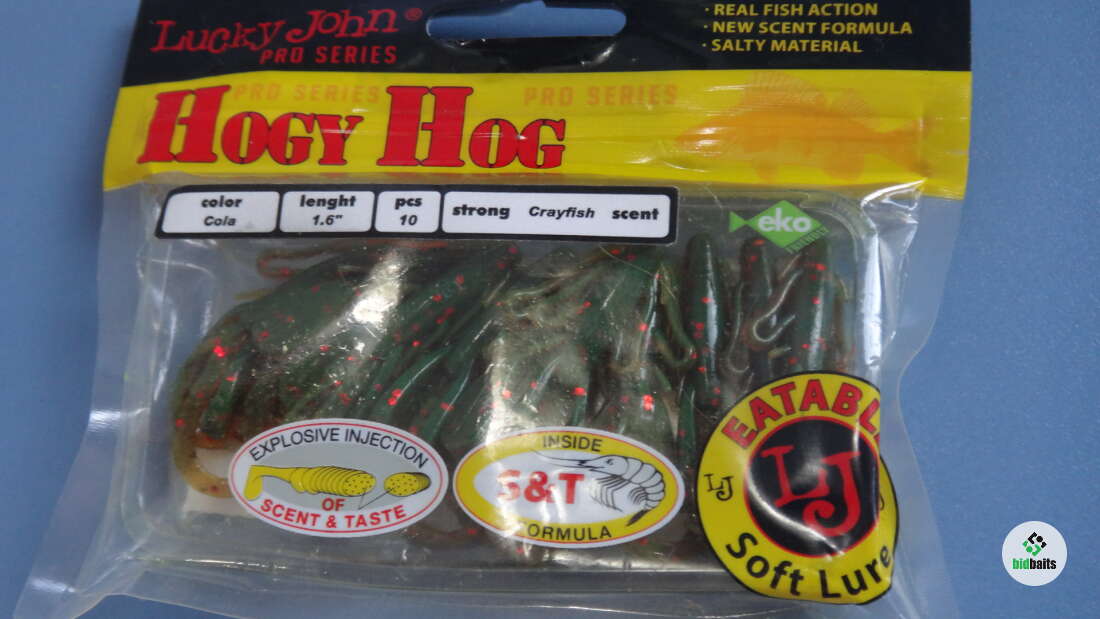 Lucky John®
PRO SERIES
· REAL FISH ACTION
· NEW SCENT FORMULA
· SALTY MATERIAL
PRO SERIES
PRO SERIES
HOGY HOG
color
Cola
lenght
1.6"
pcs
10
strong Crayfish scent
eko
EXPLOSIVE INJECTION
OF
SCENT & TASTE
INSIDE
S&T
FORMULA
EATABL
LJ
LJ
Soft Lure
bidbaits